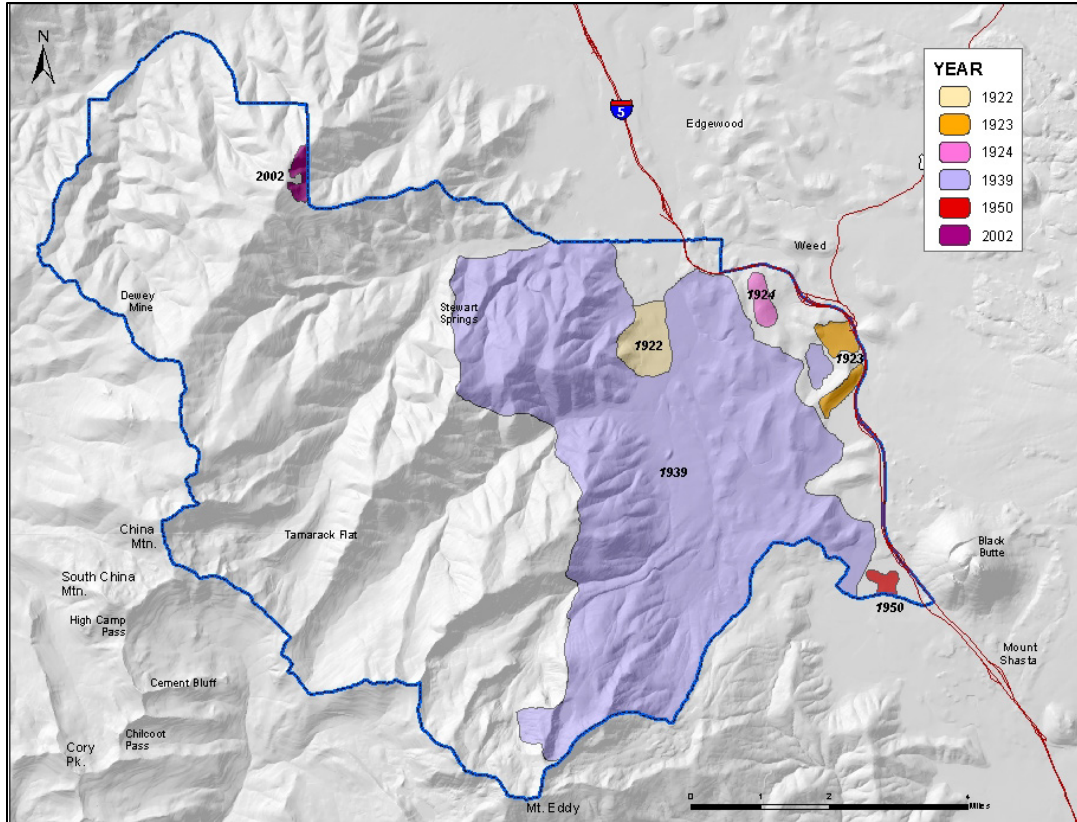 N
YEAR
1922
1923
1924
1939
1950
2002
5
Edgewood
2002
Weed
Dewey
Mine
Stewart
Springs
1924
1922
1923
1939
China
Mtn.
Tamarack Flat
Black
Butte
South China
Mtn.
High Camp
Pass
1950
Mount
Shasta
Cement Bluff
Chilcoot
Pass
Cory
Pk.
Mt. Eddy
0 1 2 4
Miles